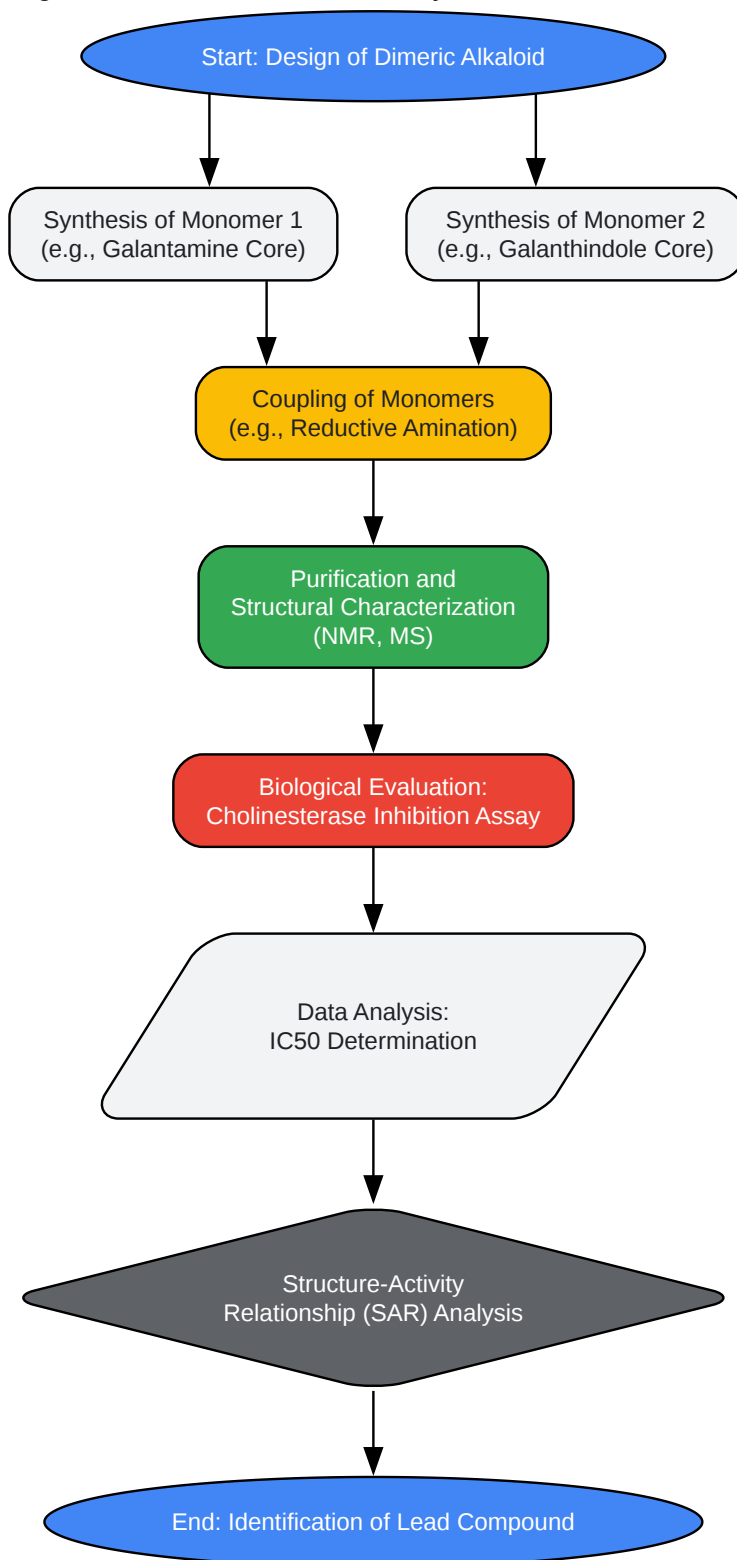 Start: Design of Dimeric Alkaloid
Synthesis of Monomer 1
(e.g., Galantamine Core)
Synthesis of Monomer 2
(e.g., Galanthindole Core)
Coupling of Monomers
(e.g., Reductive Amination)
Purification and
Structural Characterization
(NMR, MS)
Biological Evaluation:
Cholinesterase Inhibition Assay
Data Analysis:
IC50 Determination
Structure-Activity
Relationship (SAR) Analysis
End: Identification of Lead Compound